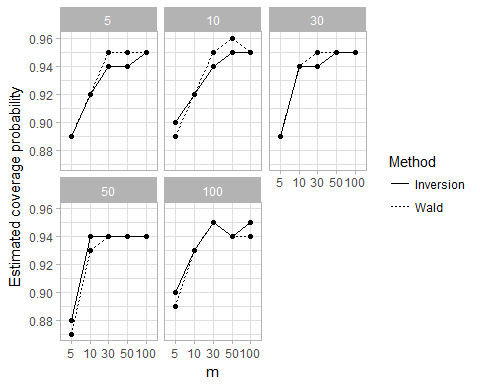 5 10 30
0.96
0.94
0.92
0.90
0.88
5 10 30 50 100
50 100
0.96
0.94
0.92
0.90
0.88
5 10 30 50 100 5 10 30 50 100
m
Estimated coverage probability
Method
Inversion
Wald